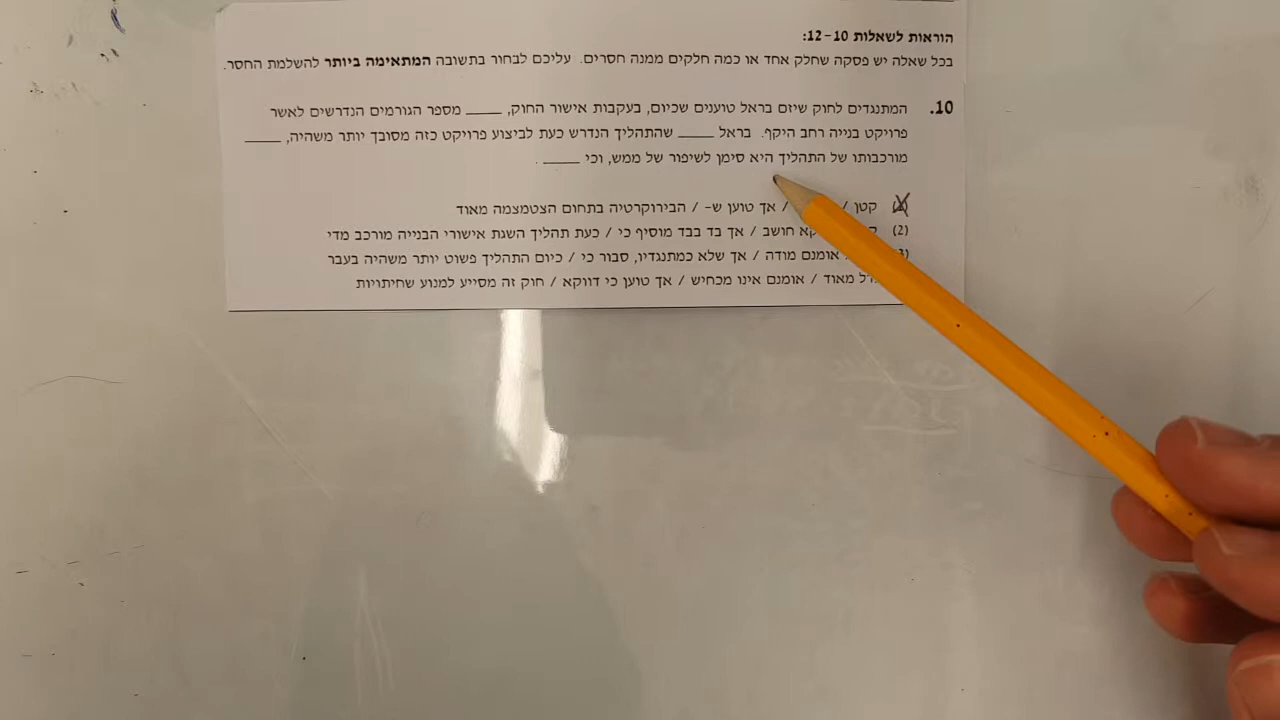 הוראות לשאלות 10–12:
בכל שאלה יש פסקה שחלק אחד או כמה חלקים ממנה חסרים. עליכם לבחור בתשובה המתאימה ביותר להשלמת החסר.
10. המתנגדים לחוק שיזם בראל טוענים שכיום, בעקבות אישור החוק, ____ מספר הגורמים הנדרשים לאשר
פרויקט בנייה רחב היקף. בראל ____ שהתהליך הנדרש כעת לביצוע פרויקט כזה מסובך יותר משהיה, ____
מורכבותו של התהליך היא סימן לשיפור של ממש, וכי ____ .
קטן / / אך טוען ש- / הבירוקרטיה בתחום הצטמצמה מאוד
(2) חושב / אך בד בבד מוסיף כי / כעת תהליך השגת אישורי הבנייה מורכב מדי
אומנם מודה / אך שלא כמתנגדיו, סבור כי / כיום התהליך פשוט יותר משהיה בעבר
מאוד / אומנם אינו מכחיש / אך טוען כי דווקא / חוק זה מסייע למנוע שחיתויות